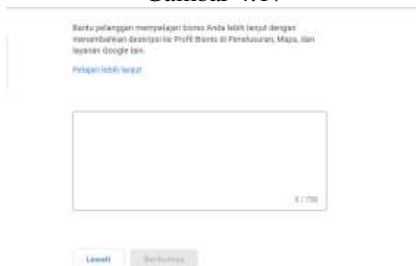 Bantu pelanggan mempelajari bisnis Anda lebih lanjut dengan
menambahkan deskripsi ke Profil Bisnis di Penelusuran, Maps, dan
layanan Google lain.
Pelajari lebih lanjut
0 / 750
Lewati Berikutnya